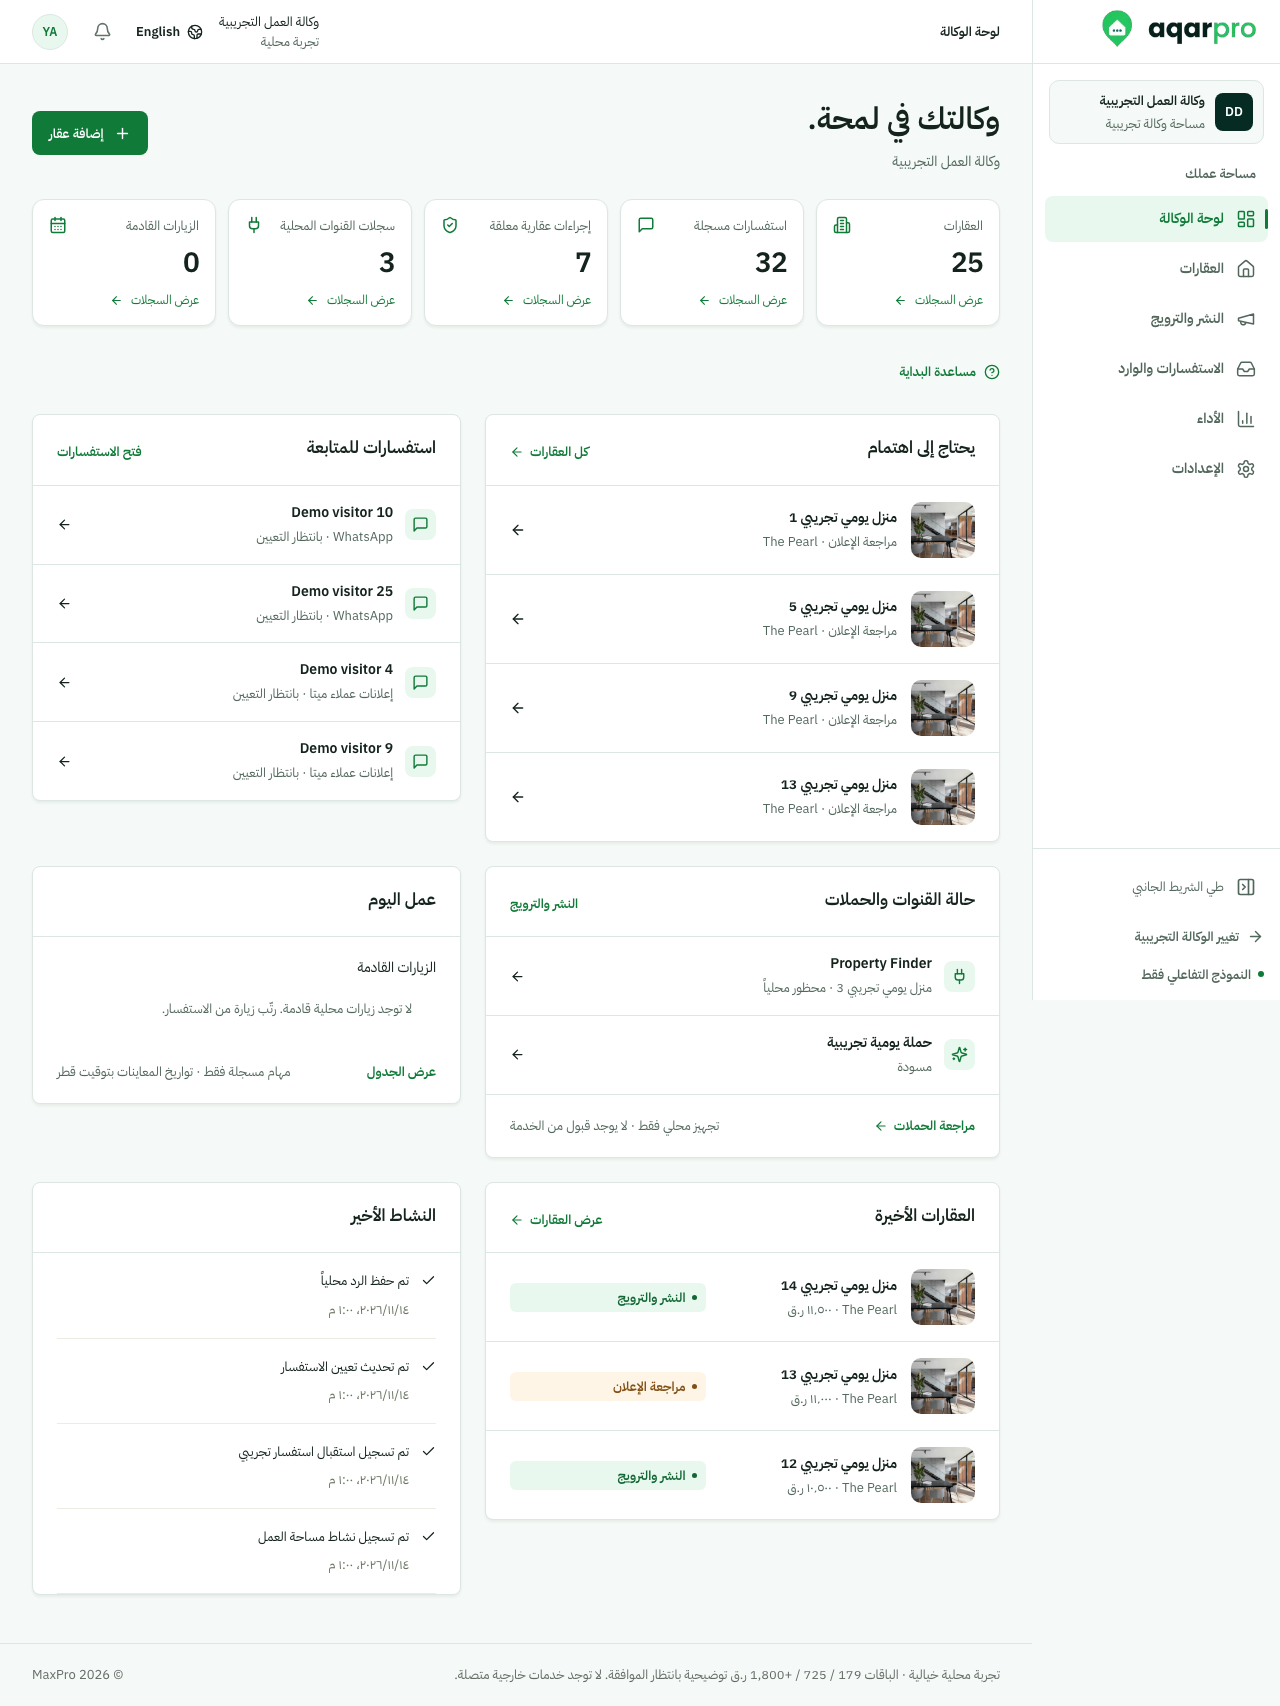 aqarpro
لوحة الوكالة
وكالة العمل التجريبية
تجربة محلية
English
YA
DD
وكالة العمل التجريبية
مساحة وكالة تجريبية
مساحة عملك
لوحة الوكالة
العقارات
النشر والترويج
الاستفسارات والوارد
الأداء
الإعدادات
طي الشريط الجانبي
تغيير الوكالة التجريبية
النموذج التفاعلي فقط
وكالتك في لمحة.
وكالة العمل التجريبية
إضافة عقار
العقارات
25
عرض السجلات
استفسارات مسجلة
32
عرض السجلات
إجراءات عقارية معلقة
7
عرض السجلات
سجلات القنوات المحلية
3
عرض السجلات
الزيارات القادمة
0
عرض السجلات
مساعدة البداية
يحتاج إلى اهتمام
كل العقارات
منزل يومي تجريبي 1
مراجعة الإعلان · The Pearl
منزل يومي تجريبي 5
مراجعة الإعلان · The Pearl
منزل يومي تجريبي 9
مراجعة الإعلان · The Pearl
منزل يومي تجريبي 13
مراجعة الإعلان · The Pearl
استفسارات للمتابعة
فتح الاستفسارات
Demo visitor 10
WhatsApp · بانتظار التعيين
Demo visitor 25
WhatsApp · بانتظار التعيين
Demo visitor 4
إعلانات عملاء ميتا · بانتظار التعيين
Demo visitor 9
إعلانات عملاء ميتا · بانتظار التعيين
حالة القنوات والحملات
النشر والترويج
Property Finder
منزل يومي تجريبي 3 · محظور محلياً
حملة يومية تجريبية
مسودة
مراجعة الحملات
تجهيز محلي فقط · لا يوجد قبول من الخدمة
عمل اليوم
الزيارات القادمة
لا توجد زيارات محلية قادمة. رتّب زيارة من الاستفسار.
عرض الجدول
مهام مسجلة فقط · تواريخ المعاينات بتوقيت قطر
العقارات الأخيرة
عرض العقارات
منزل يومي تجريبي 14
The Pearl · ١١,٥٠٠ ر.ق
النشر والترويج
منزل يومي تجريبي 13
The Pearl · ١١,٠٠٠ ر.ق
مراجعة الإعلان
منزل يومي تجريبي 12
The Pearl · ١٠,٥٠٠ ر.ق
النشر والترويج
النشاط الأخير
تم حفظ الرد محلياً
٢٠٢٦/١١/١٤، ١:٠٠ م
تم تحديث تعيين الاستفسار
٢٠٢٦/١١/١٤، ١:٠٠ م
تم تسجيل استقبال استفسار تجريبي
٢٠٢٦/١١/١٤، ١:٠٠ م
تم تسجيل نشاط مساحة العمل
٢٠٢٦/١١/١٤، ١:٠٠ م
تجربة محلية خيالية · الباقات 179 / 725 / +1,800 ر.ق توضيحية بانتظار الموافقة. لا توجد خدمات خارجية متصلة.
© 2026 MaxPro